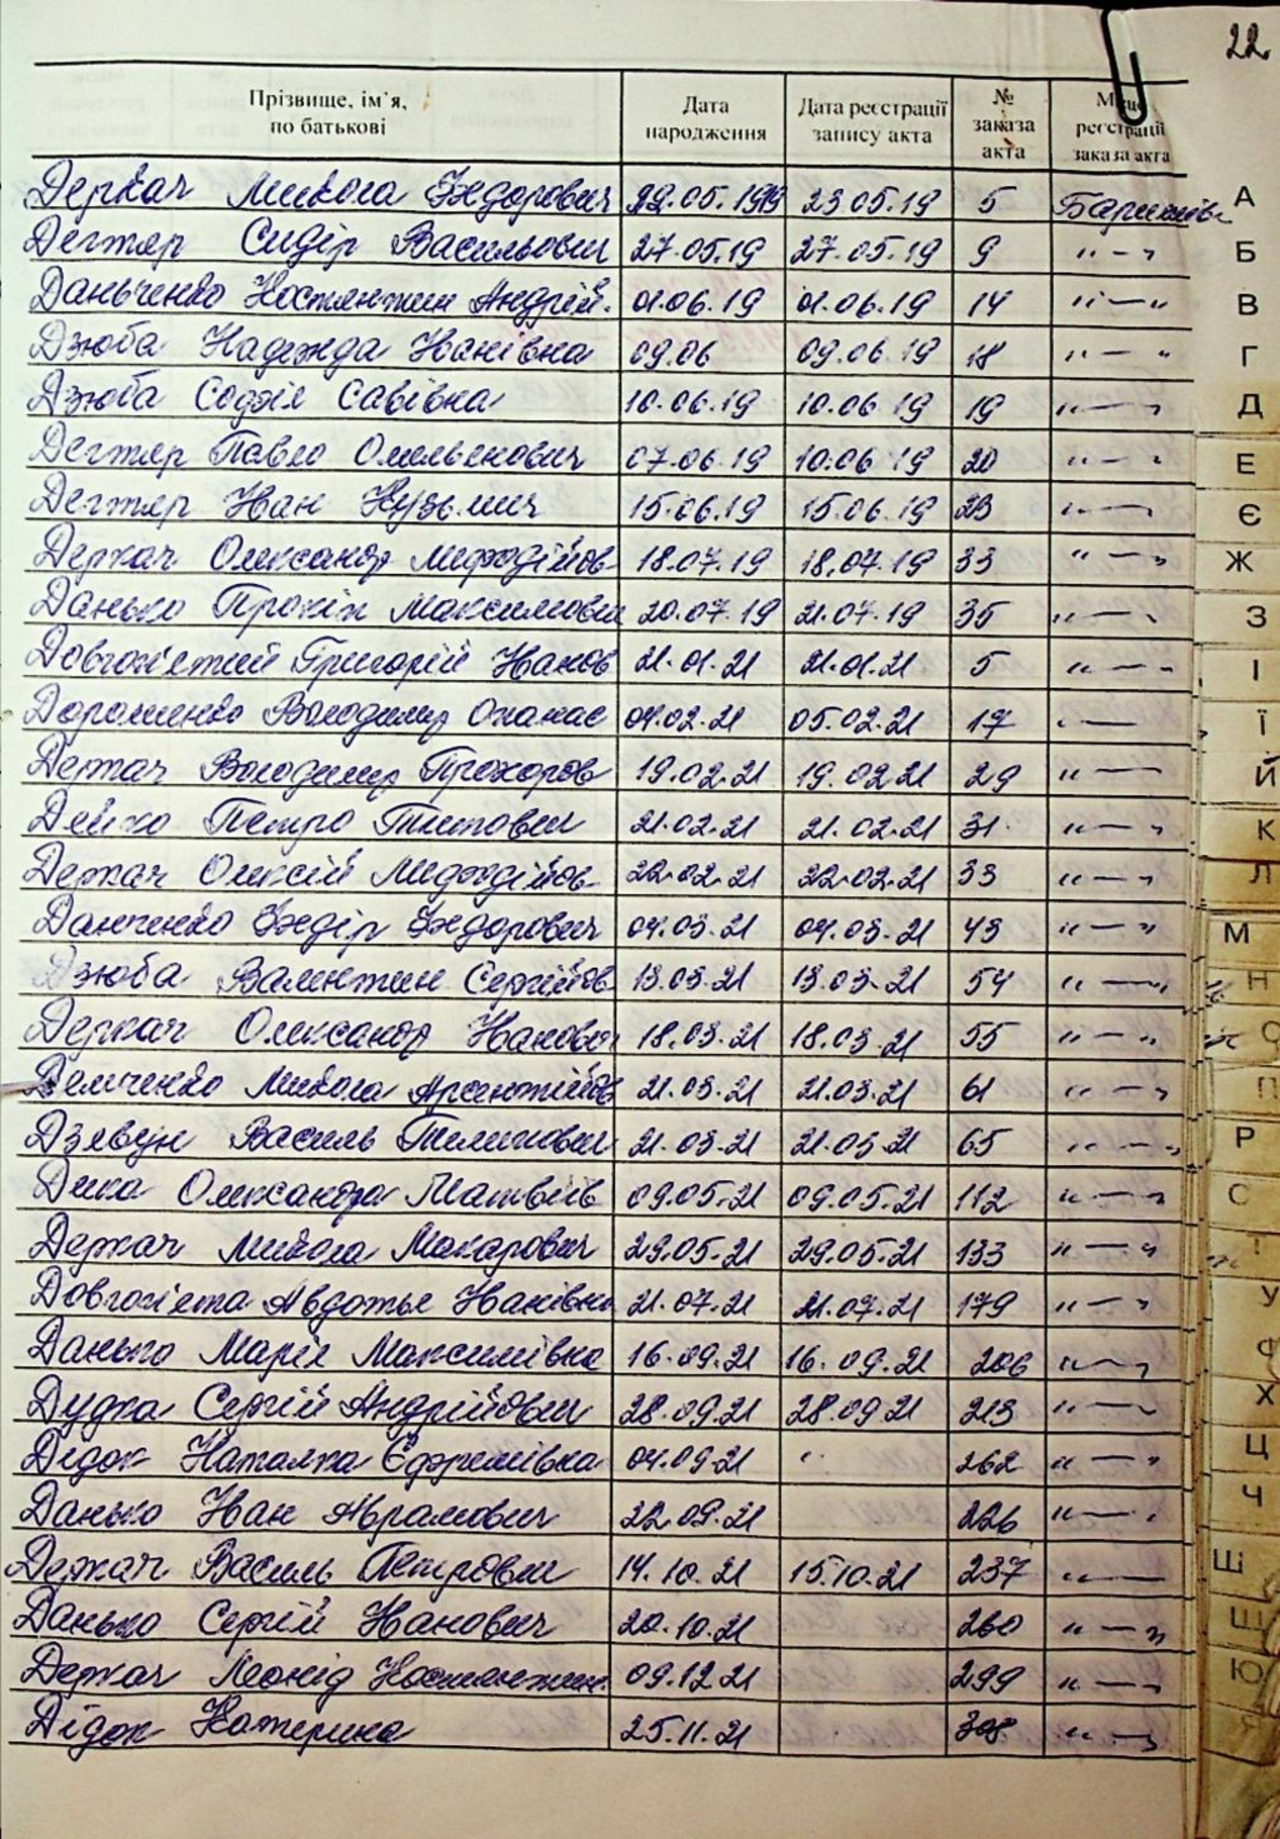 22
Прізвище, ім'я, по батькові | Дата народження | Дата реєстрації запису акта | № заказа акта | Місце реєстрації заказа акта
Деркач Микола Федорович 22.05.1919 23.05.19 5 Баришівк
Дегтяр Сидір Васильович 27.05.19 27.05.19 9 " — "
Даньченко Костянтин Андрій. 01.06.19 01.06.19 14 " — "
Дзюба Надежда Іванівна 09.06 09.06.19 18 " — "
Дзюба Софія Савівна 10.06.19 10.06.19 19 " — "
Дегтяр Павло Омелянович 07.06.19 10.06.19 20 " — "
Дегтяр Іван Кузьмич 15.06.19 15.06.19 23 " — "
Деркач Олександр Мефодійов 18.07.19 18.07.19 33 " — "
Данько Прокіп Максимович 20.07.19 21.07.19 35 " — "
Григорій Іванов 21.01.21 21.01.21 5 " — "
Дорошенко Володимир Опанас 04.02.21 05.02.21 17 " —
Деркач Володимир Прохоров 19.02.21 19.02.21 29 " —
Дейко Петро Титович 21.02.21 21.02.21 31 " — "
Деркач Олексій Мефодійов 22.02.21 22.02.21 33 " — "
Данченко Федір Федорович 04.03.21 04.03.21 43 " — "
Дзюба Валентин Сергійов 13.03.21 13.03.21 54 " — "
Деркач Олександр Іванович 18.03.21 18.03.21 55 " — "
Демченко Микола Арсентійов 21.03.21 21.03.21 61 " — "
Дзявун Василь 21.03.21 21.03.21 65 " — "
Дика Олександра Матвіїв 09.05.21 09.05.21 112 " — "
Деркач Микола Макарович 29.05.21 29.05.21 133 " — "
Авдотья Іванівна 21.07.21 21.07.21 179 " — "
Данько Марія Максимівна 16.09.21 16.09.21 206 " — "
Дудка Сергій Андрійович 28.09.21 28.09.21 213 " — "
Дідок Наталка Єфремівна 04.09.21 " 262 " — "
Данько Іван Абрамович 22.09.21 226 " — "
Деркач Василь Петрович 14.10.21 15.10.21 237 " —
Данько Сергій Іванович 20.10.21 260 " — "
Деркач Леонід Костянтин. 09.12.21 299 " — "
Дідок Катерина 25.11.21 308 " — "
А
Б
В
Г
Д
Е
Є
Ж
З
І
Ї
Й
К
Л
М
Н
О
П
Р
С
Т
У
Ф
Х
Ц
Ч
Ш
Щ
Ю
Я